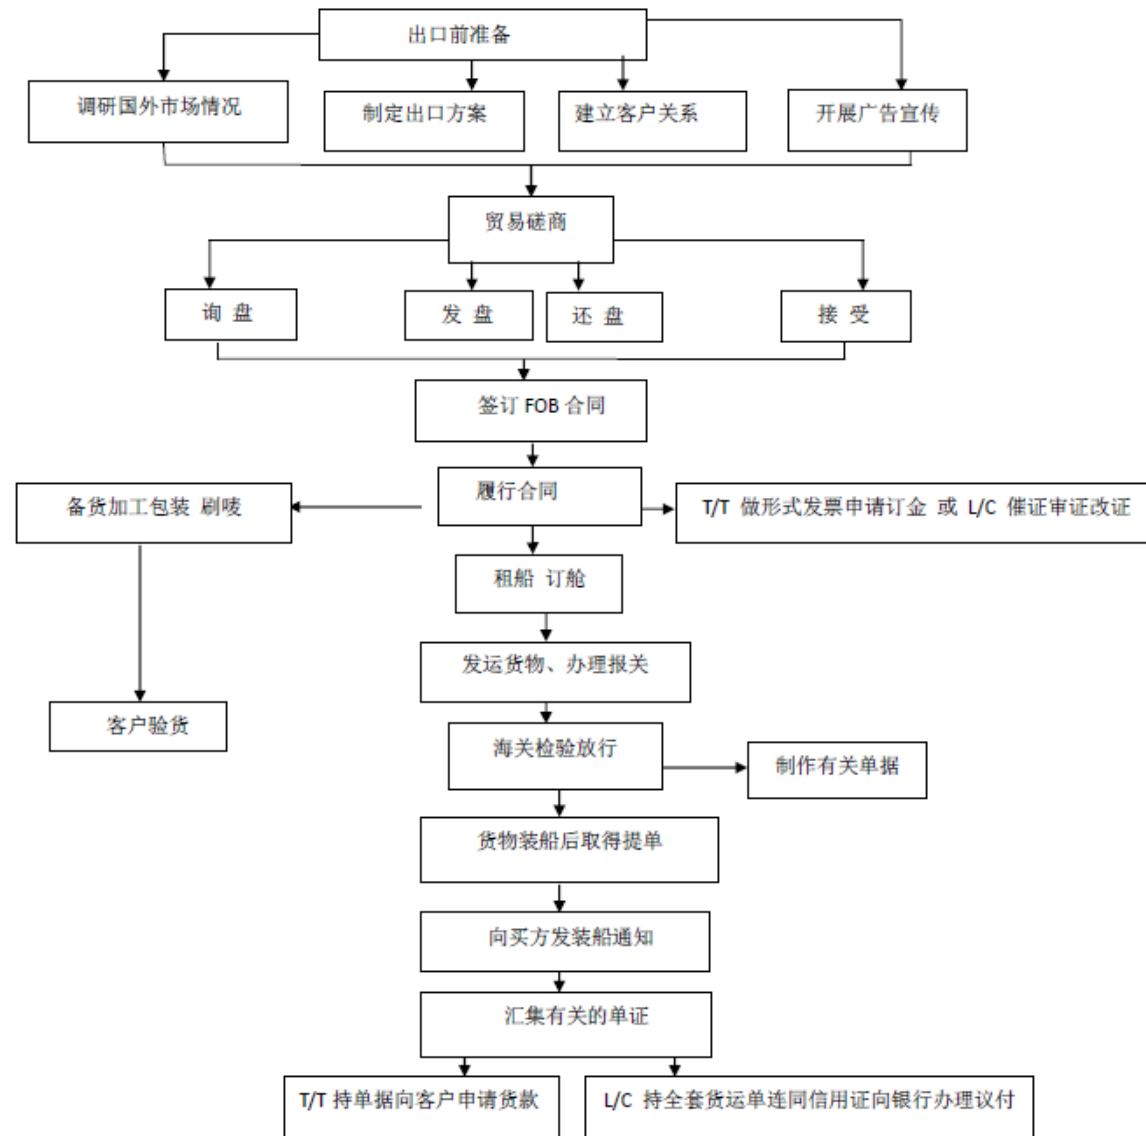 出口前准备
调研国外市场情况
制定出口方案
建立客户关系
开展广告宣传
贸易磋商
询 盘
发 盘
还 盘
接 受
签订 FOB 合同
履行合同
备货加工包装 刷唛
T/T 做形式发票申请订金 或 L/C 催证审证改证
租船 订舱
发运货物、办理报关
客户验货
海关检验放行
制作有关单据
货物装船后取得提单
向买方发装船通知
汇集有关的单证
T/T 持单据向客户申请货款
L/C 持全套货运单连同信用证向银行办理议付